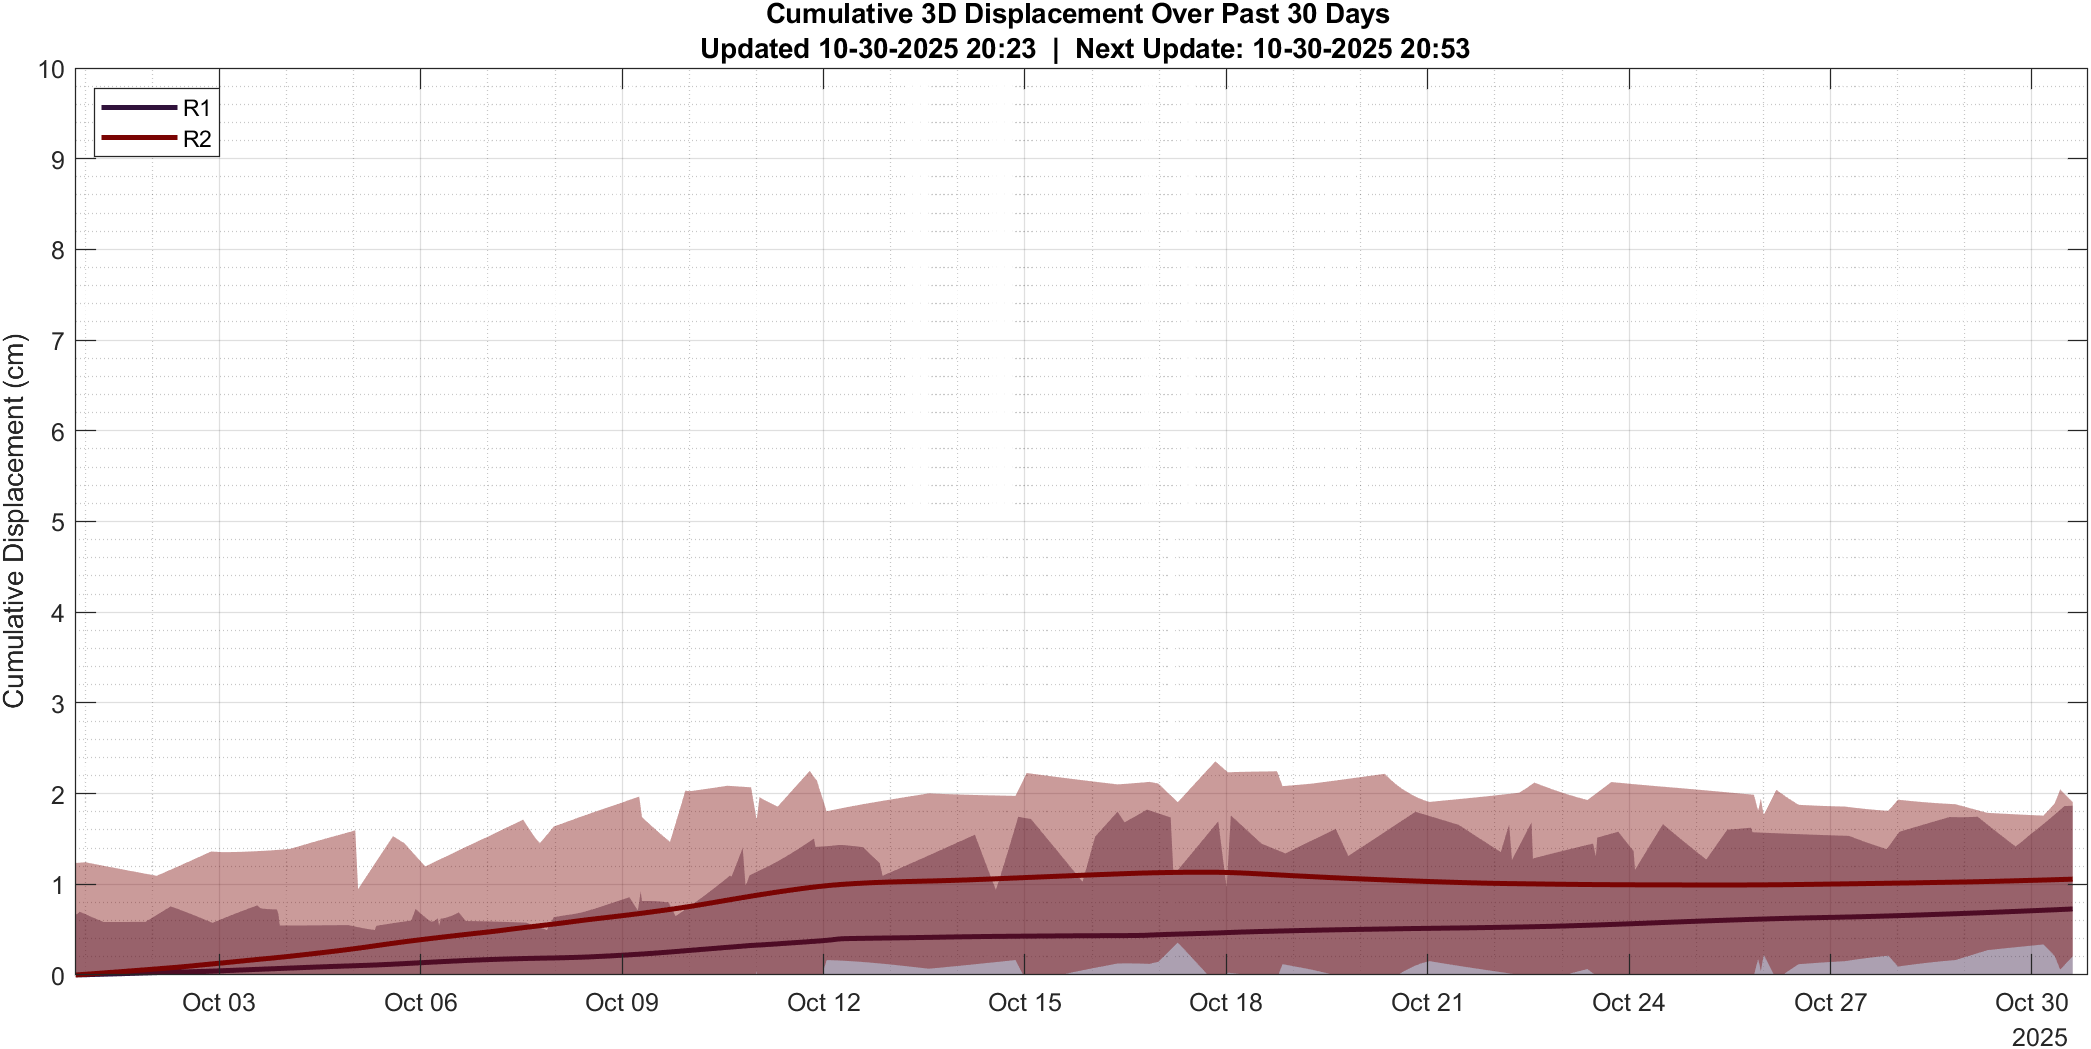 Cumulative 3D Displacement Over Past 30 Days
Updated 10-30-2025 20:23 | Next Update: 10-30-2025 20:53
Cumulative Displacement (cm)
10
9
8
7
6
5
4
3
2
1
0
R1
R2
Oct 03 Oct 06 Oct 09 Oct 12 Oct 15 Oct 18 Oct 21 Oct 24 Oct 27 Oct 30
2025